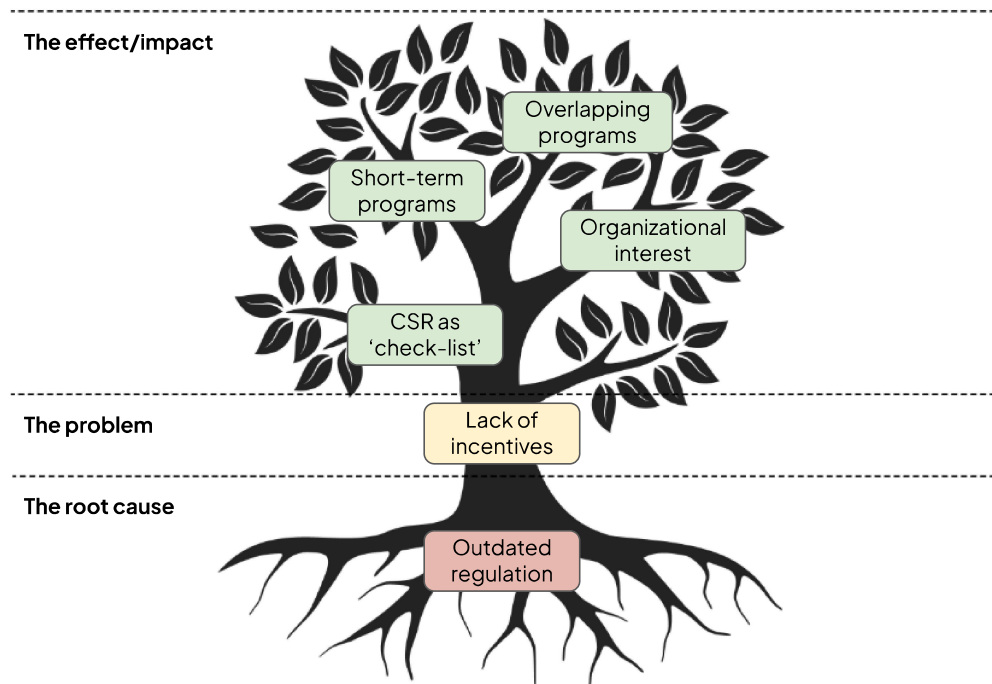 The effect/impact
Overlapping
programs
Short-term
programs
Organizational
interest
CSR as
‘check-list’
The problem
Lack of
incentives
The root cause
Outdated
regulation